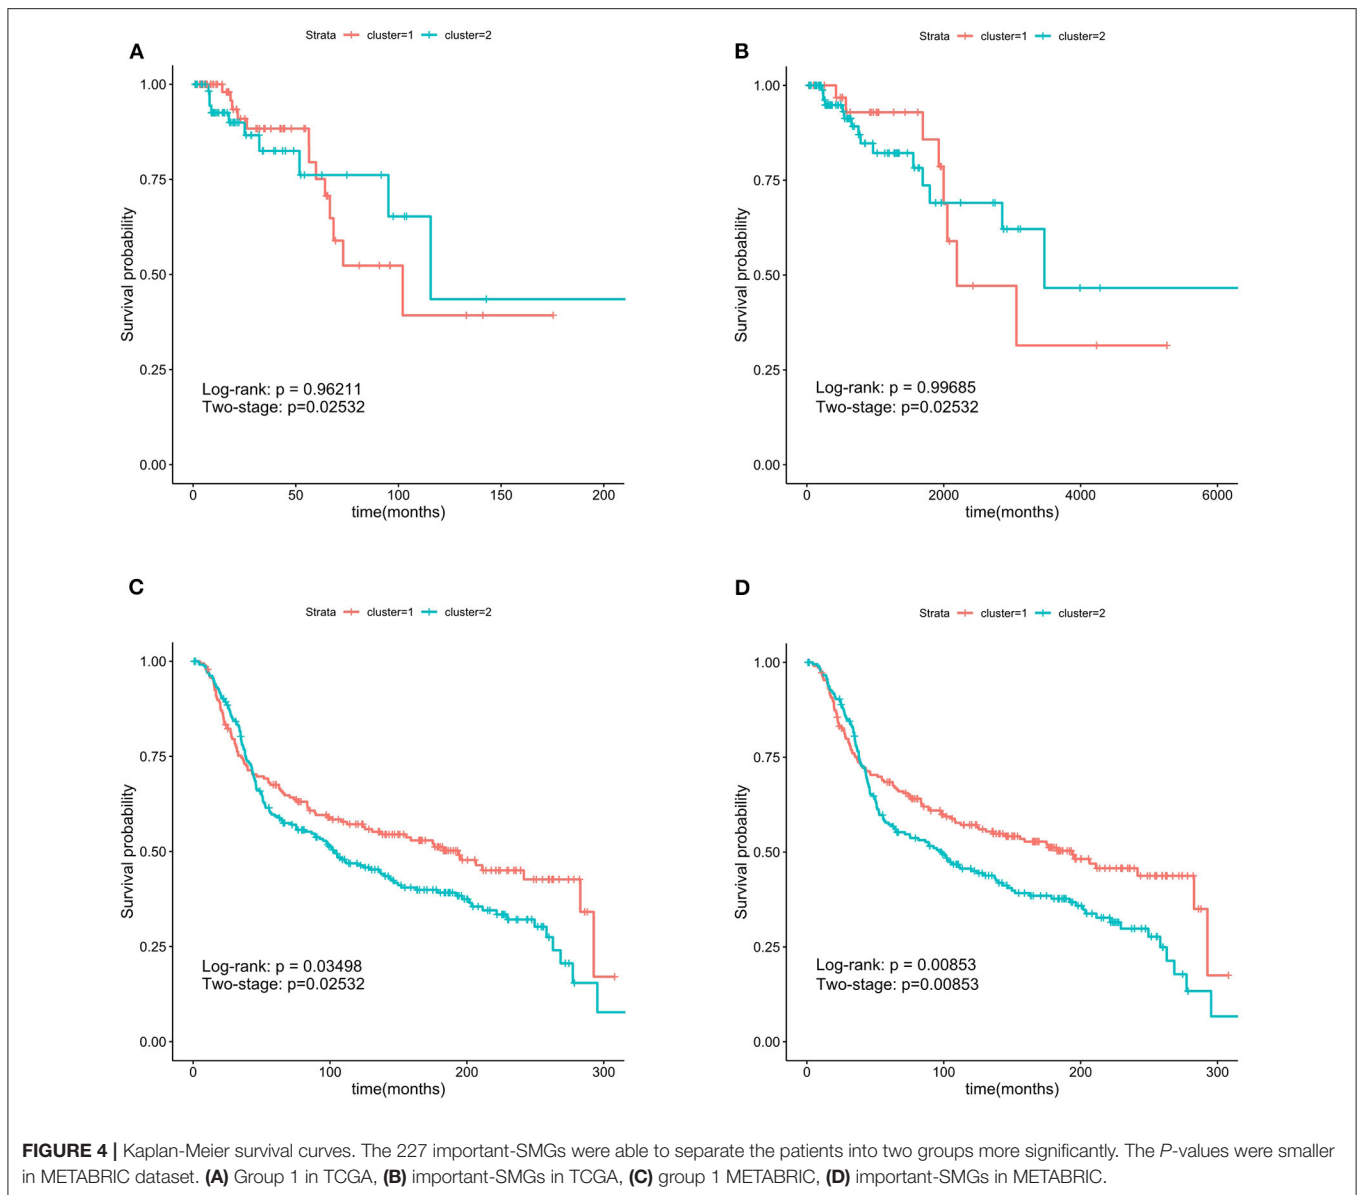 A
Strata cluster=1 cluster=2
1.00
0.75
0.50
0.25
0.00
Survival probability
Log-rank: p = 0.96211
Two-stage: p=0.02532
0 50 100 150 200
time(months)
B
Strata cluster=1 cluster=2
1.00
0.75
0.50
0.25
0.00
Survival probability
Log-rank: p = 0.99685
Two-stage: p=0.02532
0 2000 4000 6000
time(months)
C
Strata cluster=1 cluster=2
1.00
0.75
0.50
0.25
0.00
Survival probability
Log-rank: p = 0.03498
Two-stage: p=0.02532
0 100 200 300
time(months)
D
Strata cluster=1 cluster=2
1.00
0.75
0.50
0.25
0.00
Survival probability
Log-rank: p = 0.00853
Two-stage: p=0.00853
0 100 200 300
time(months)
FIGURE 4 | Kaplan-Meier survival curves. The 227 important-SMGs were able to separate the patients into two groups more significantly. The P-values were smaller
in METABRIC dataset. (A) Group 1 in TCGA, (B) important-SMGs in TCGA, (C) group 1 METABRIC, (D) important-SMGs in METABRIC.